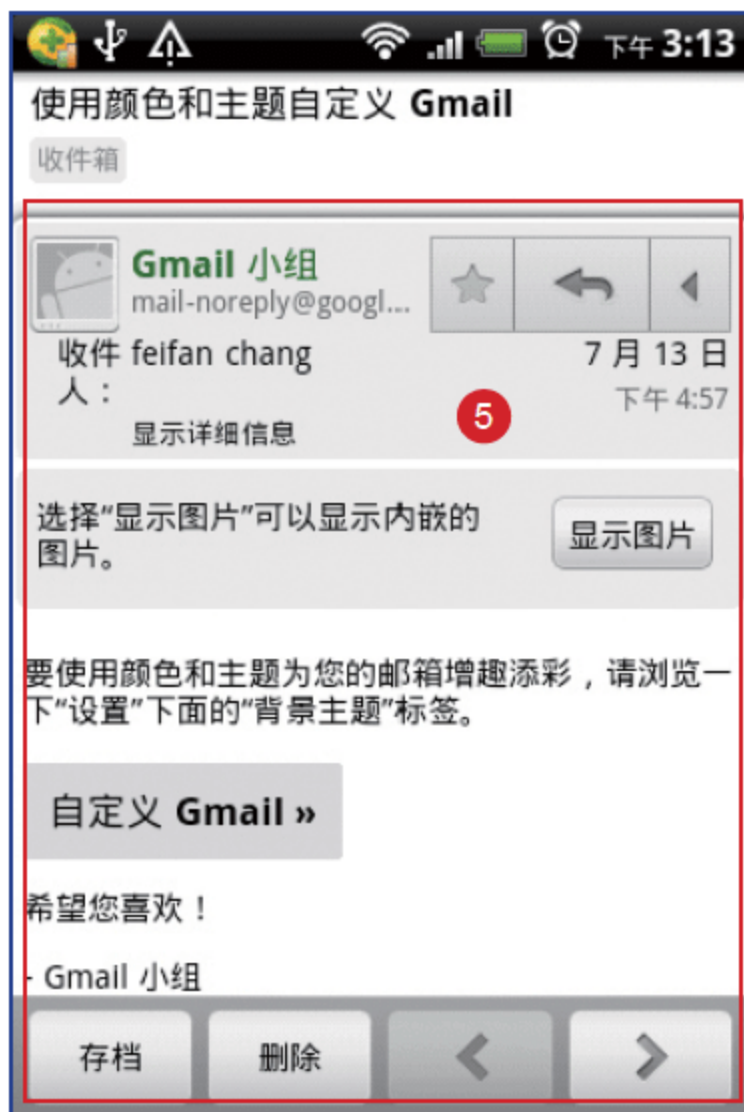 下午 3:13
使用颜色和主题自定义 Gmail
收件箱
Gmail 小组
mail-noreply@googl...
收件人： feifan chang
7 月 13 日
下午 4:57
显示详细信息
5
选择“显示图片”可以显示内嵌的
图片。
显示图片
要使用颜色和主题为您的邮箱增趣添彩，请浏览一
下“设置”下面的“背景主题”标签。
自定义 Gmail »
希望您喜欢！
- Gmail 小组
存档
删除